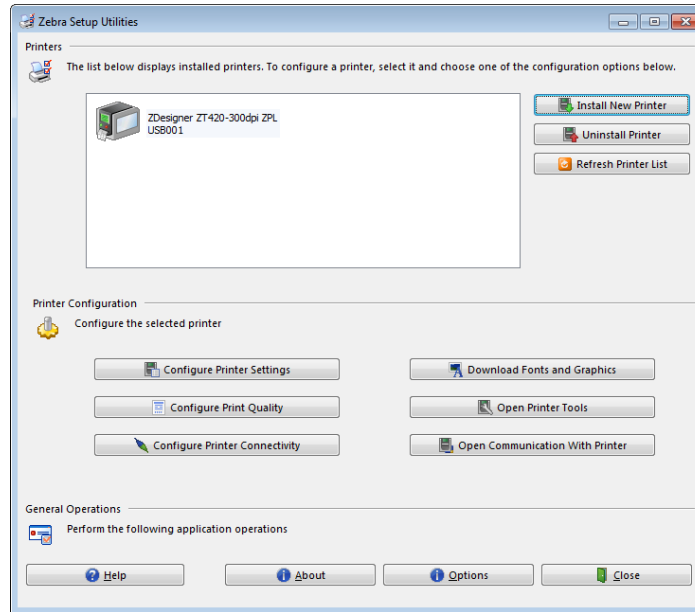 Zebra Setup Utilities
Printers
The list below displays installed printers. To configure a printer, select it and choose one of the configuration options below.
ZDesigner ZT420-300dpi ZPL
USB001
Install New Printer
Uninstall Printer
Refresh Printer List
Printer Configuration
Configure the selected printer
Configure Printer Settings
Download Fonts and Graphics
Configure Print Quality
Open Printer Tools
Configure Printer Connectivity
Open Communication With Printer
General Operations
Perform the following application operations
Help
About
Options
Close